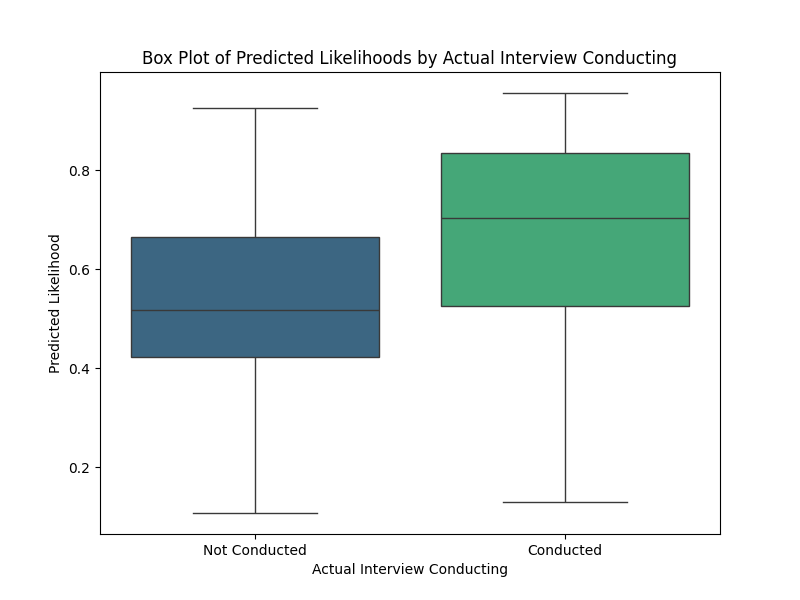 Box Plot of Predicted Likelihoods by Actual Interview Conducting
Predicted Likelihood
0.8
0.6
0.4
0.2
Not Conducted
Conducted
Actual Interview Conducting